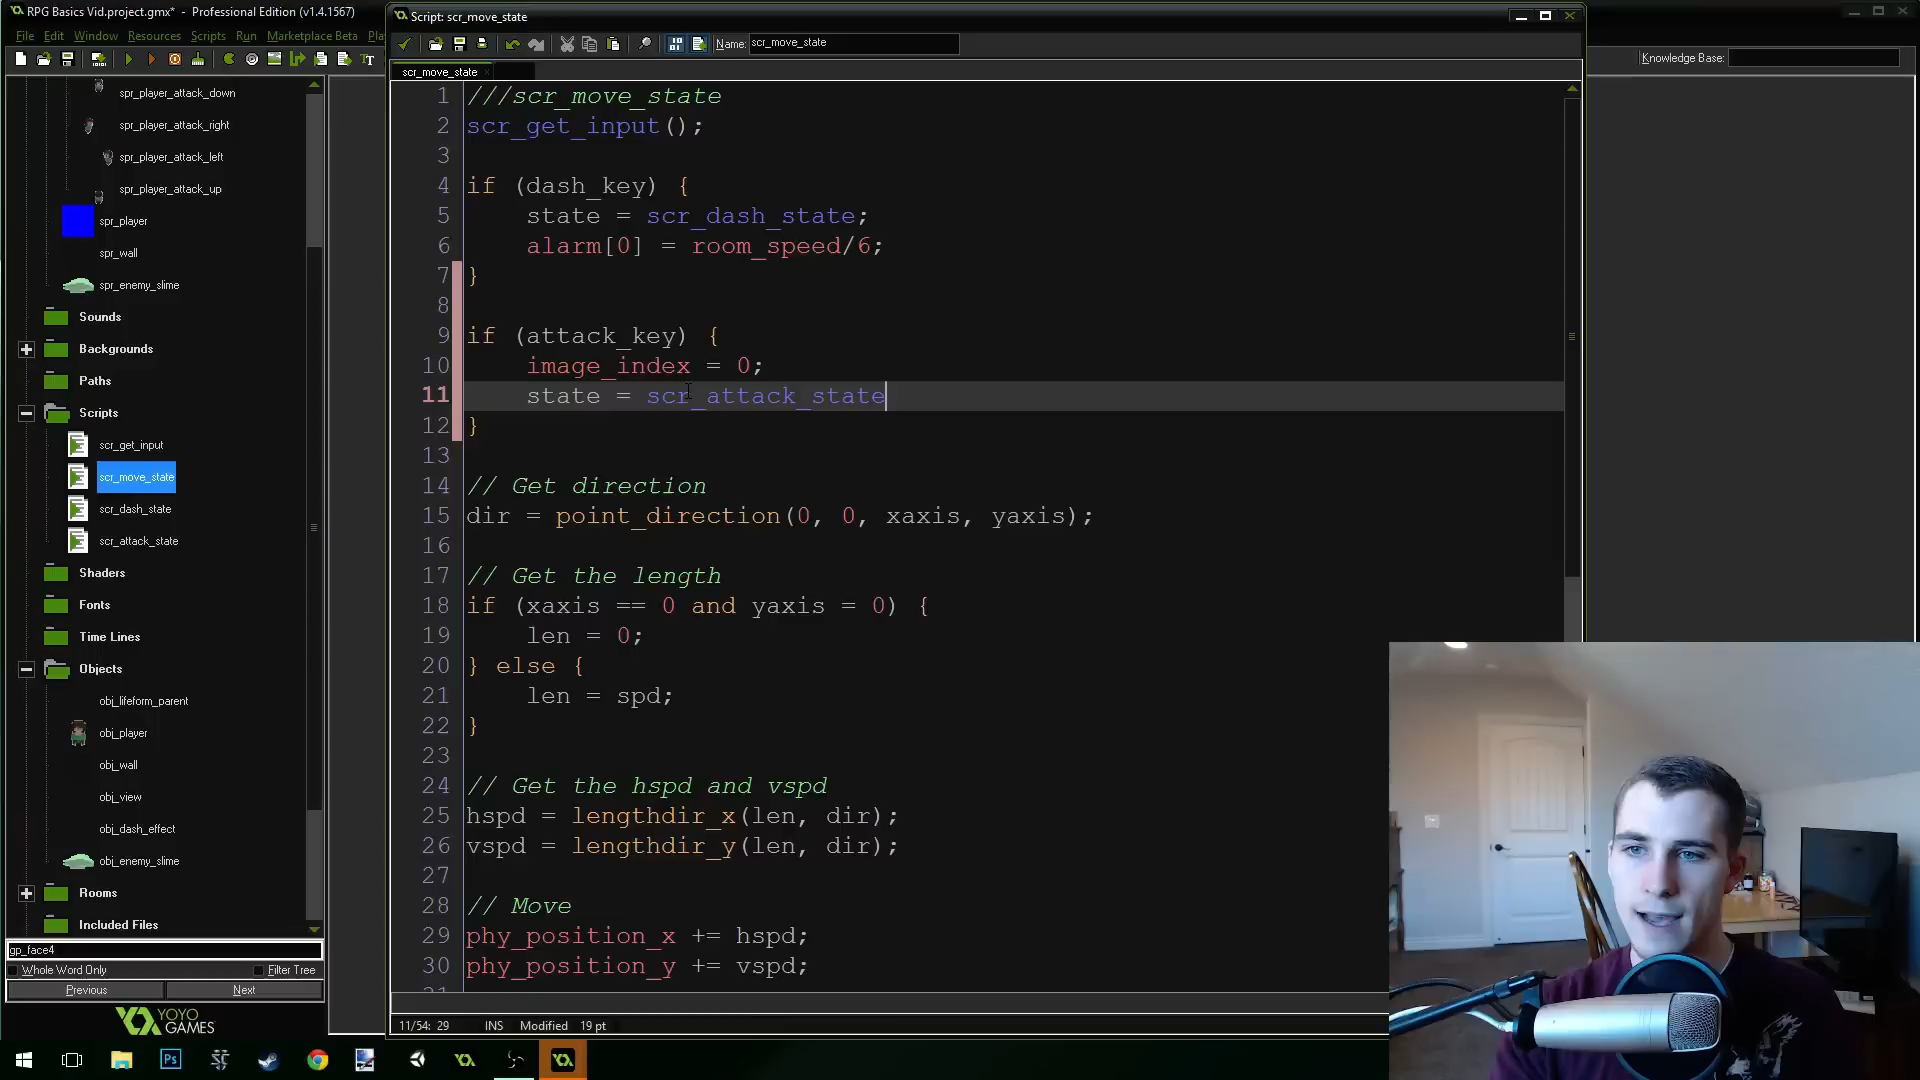 RPG Basics Vid.project.gmx* - Professional Edition (v1.4.1567)
File Edit Window Resources Scripts Run Marketplace Beta Pla
Knowledge Base:
Script: scr_move_state
Name: scr_move_state
scr_move_state
spr_player_attack_down
spr_player_attack_right
spr_player_attack_left
spr_player_attack_up
spr_player
spr_wall
spr_enemy_slime
Sounds
Backgrounds
Paths
Scripts
scr_get_input
scr_move_state
scr_dash_state
scr_attack_state
Shaders
Fonts
Time Lines
Objects
obj_lifeform_parent
obj_player
obj_wall
obj_view
obj_dash_effect
obj_enemy_slime
Rooms
Included Files
gp_face4
Whole Word Only Filter Tree
Previous Next
YOYO
GAMES
1 ///scr_move_state
2 scr_get_input();
3
4 if (dash_key) {
5 state = scr_dash_state;
6 alarm[0] = room_speed/6;
7 }
8
9 if (attack_key) {
10 image_index = 0;
11 state = scr_attack_state
12 }
13
14 // Get direction
15 dir = point_direction(0, 0, xaxis, yaxis);
16
17 // Get the length
18 if (xaxis == 0 and yaxis = 0) {
19 len = 0;
20 } else {
21 len = spd;
22 }
23
24 // Get the hspd and vspd
25 hspd = lengthdir_x(len, dir);
26 vspd = lengthdir_y(len, dir);
27
28 // Move
29 phy_position_x += hspd;
30 phy_position_y += vspd;
11/54: 29 INS Modified 19 pt